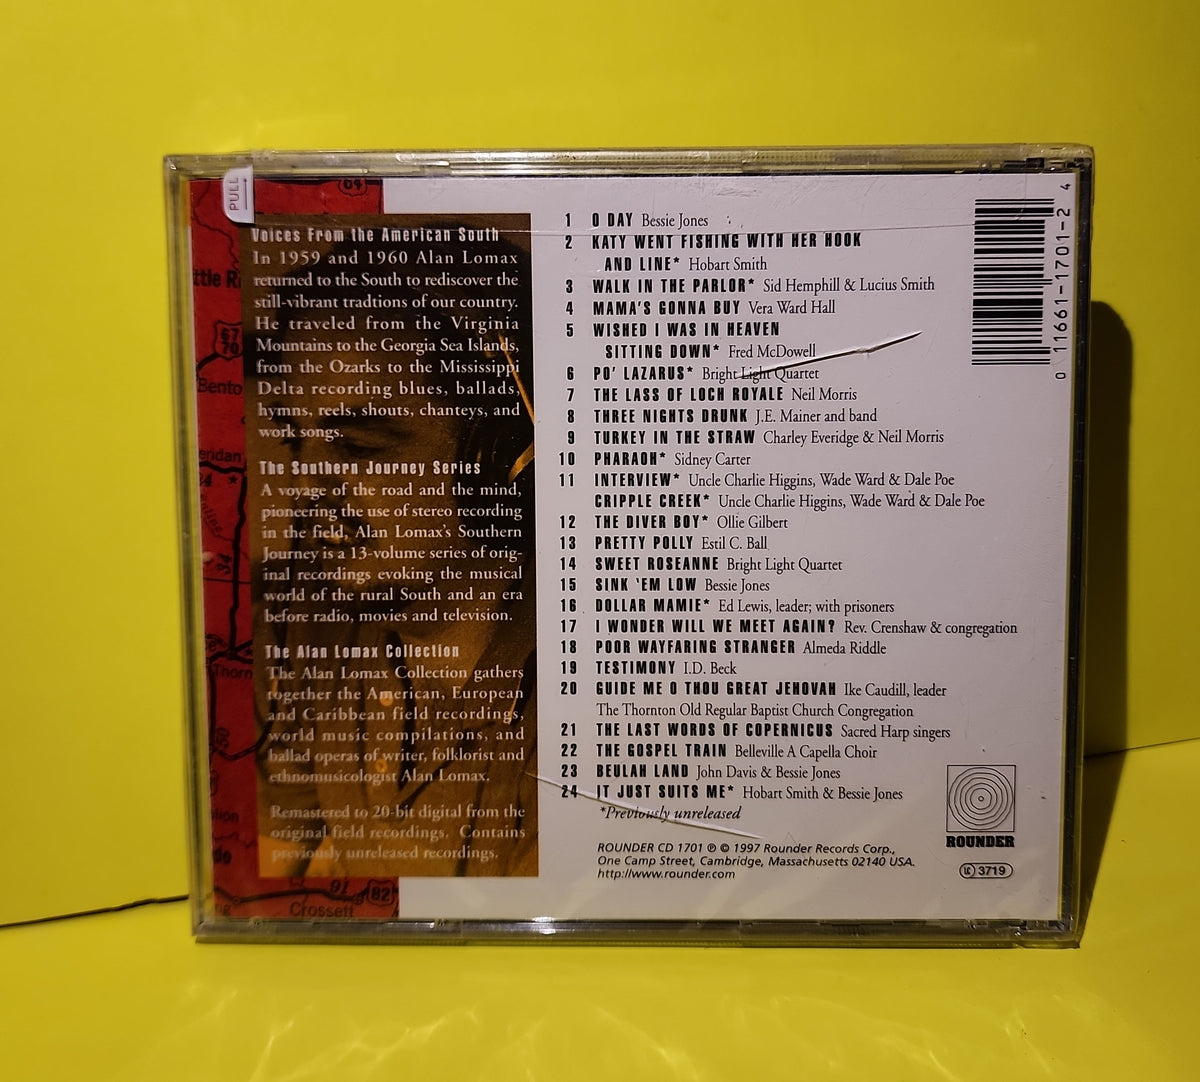 PULL
64
ttle R
67
70
Bento
eridan
Thorn
Crossett
82
Voices From the American South
In 1959 and 1960 Alan Lomax
returned to the South to rediscover the
still-vibrant tradtions of our country.
He traveled from the Virginia
Mountains to the Georgia Sea Islands,
from the Ozarks to the Mississippi
Delta recording blues, ballads,
hymns, reels, shouts, chanteys, and
work songs.
The Southern Journey Series
A voyage of the road and the mind,
pioneering the use of stereo recording
in the field, Alan Lomax's Southern
Journey is a 13-volume series of orig-
inal recordings evoking the musical
world of the rural South and an era
before radio, movies and television.
The Alan Lomax Collection
The Alan Lomax Collection gathers
together the American, European
and Caribbean field recordings,
world music compilations, and
ballad operas of writer, folklorist and
ethnomusicologist Alan Lomax.
Remastered to 20-bit digital from the
original field recordings. Contains
previously unreleased recordings.
1 O DAY Bessie Jones
2 KATY WENT FISHING WITH HER HOOK
AND LINE* Hobart Smith
3 WALK IN THE PARLOR* Sid Hemphill & Lucius Smith
4 MAMA'S GONNA BUY Vera Ward Hall
5 WISHED I WAS IN HEAVEN
SITTING DOWN* Fred McDowell
6 PO' LAZARUS* Bright Light Quartet
7 THE LASS OF LOCH ROYALE Neil Morris
8 THREE NIGHTS DRUNK J.E. Mainer and band
9 TURKEY IN THE STRAW Charley Everidge & Neil Morris
10 PHARAOH* Sidney Carter
11 INTERVIEW* Uncle Charlie Higgins, Wade Ward & Dale Poe
CRIPPLE CREEK* Uncle Charlie Higgins, Wade Ward & Dale Poe
12 THE DIVER BOY* Ollie Gilbert
13 PRETTY POLLY Estil C. Ball
14 SWEET ROSEANNE Bright Light Quartet
15 SINK 'EM LOW Bessie Jones
16 DOLLAR MAMIE* Ed Lewis, leader; with prisoners
17 I WONDER WILL WE MEET AGAIN? Rev. Crenshaw & congregation
18 POOR WAYFARING STRANGER Almeda Riddle
19 TESTIMONY I.D. Beck
20 GUIDE ME O THOU GREAT JEHOVAH Ike Caudill, leader
The Thornton Old Regular Baptist Church Congregation
21 THE LAST WORDS OF COPERNICUS Sacred Harp singers
22 THE GOSPEL TRAIN Belleville A Capella Choir
23 BEULAH LAND John Davis & Bessie Jones
24 IT JUST SUITS ME* Hobart Smith & Bessie Jones
*Previously unreleased
ROUNDER CD 1701 ℗ © 1997 Rounder Records Corp.,
One Camp Street, Cambridge, Massachusetts 02140 USA.
http://www.rounder.com
0 11661-1701-2 4
ROUNDER
LC 3719